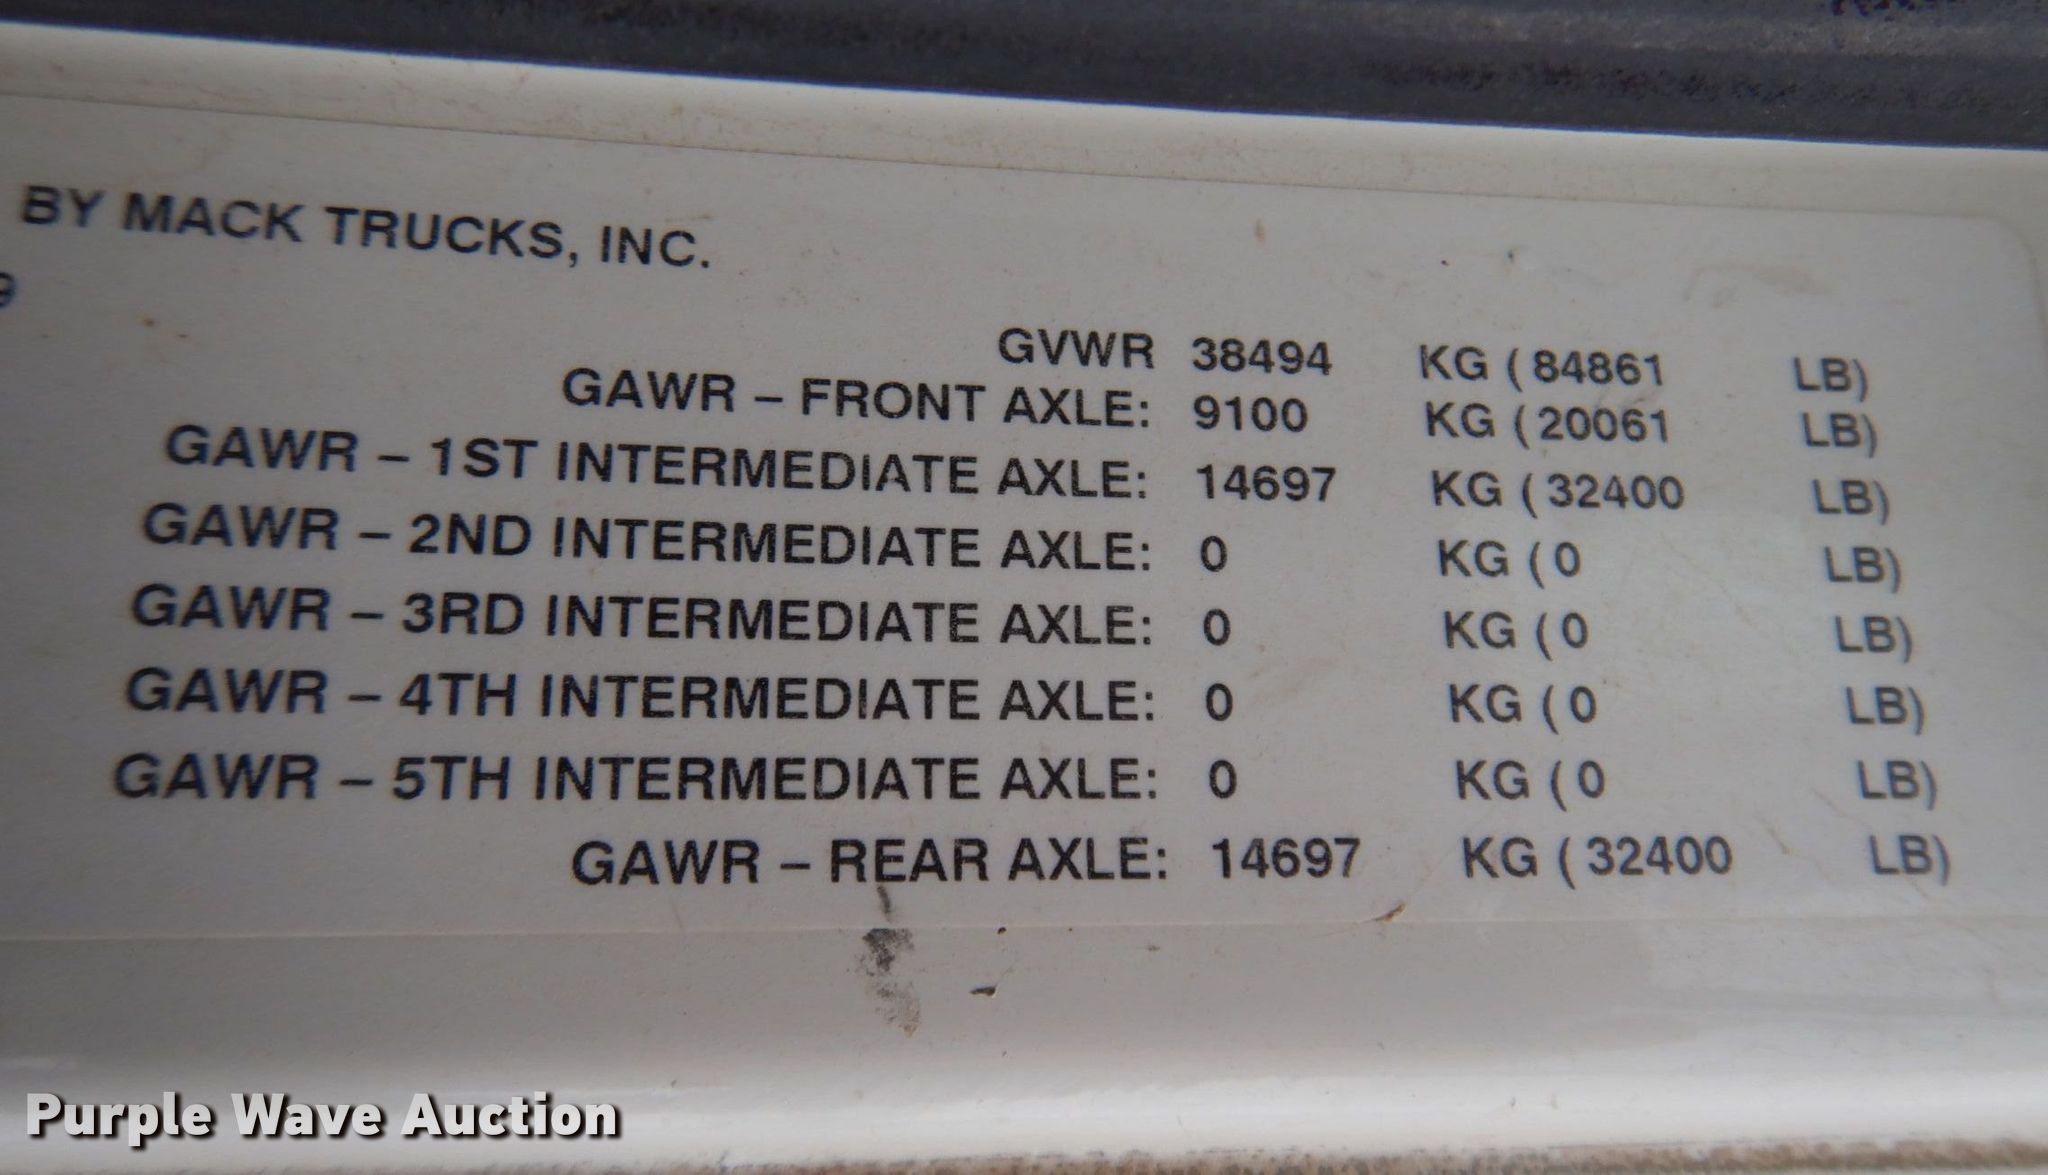 BY MACK TRUCKS, INC.
9
GVWR 38494 KG (84861 LB)
GAWR – FRONT AXLE: 9100 KG (20061 LB)
GAWR – 1ST INTERMEDIATE AXLE: 14697 KG (32400 LB)
GAWR – 2ND INTERMEDIATE AXLE: 0 KG (0 LB)
GAWR – 3RD INTERMEDIATE AXLE: 0 KG (0 LB)
GAWR – 4TH INTERMEDIATE AXLE: 0 KG (0 LB)
GAWR – 5TH INTERMEDIATE AXLE: 0 KG (0 LB)
GAWR – REAR AXLE: 14697 KG (32400 LB)
Purple Wave Auction